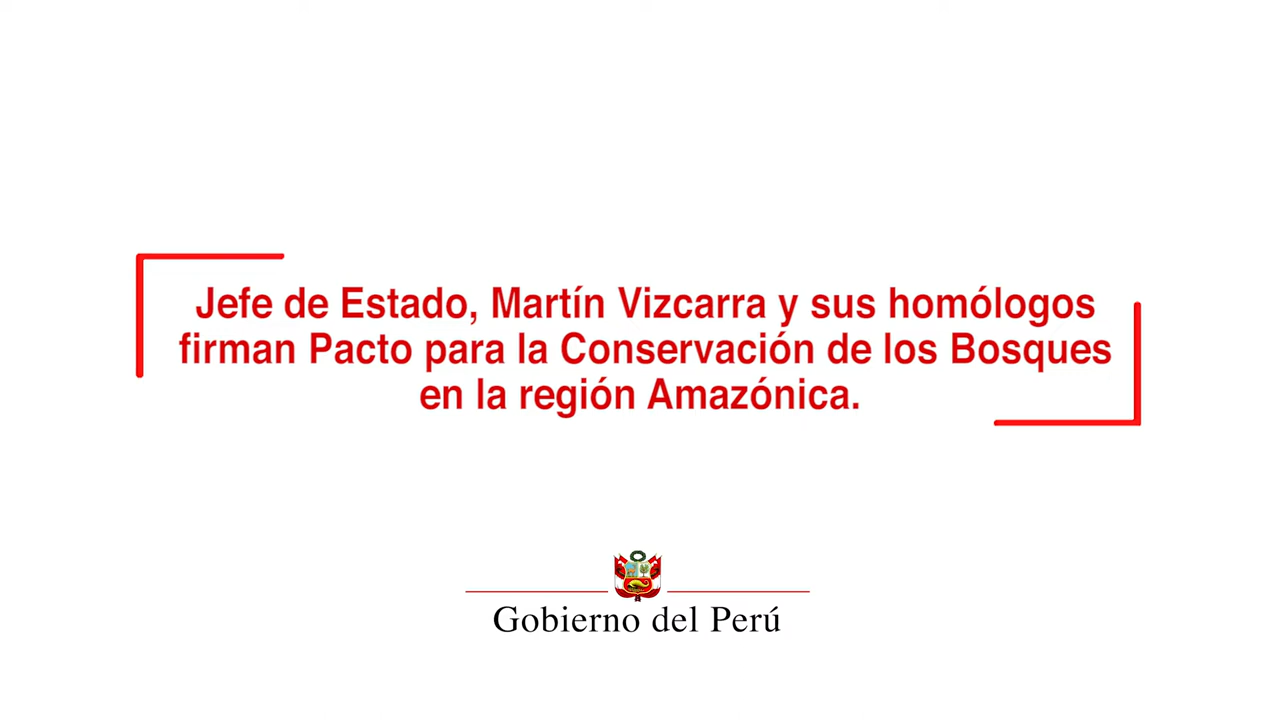 Jefe de Estado, Martín Vizcarra y sus homólogos
firman Pacto para la Conservación de los Bosques
en la región Amazónica.
Gobierno del Perú